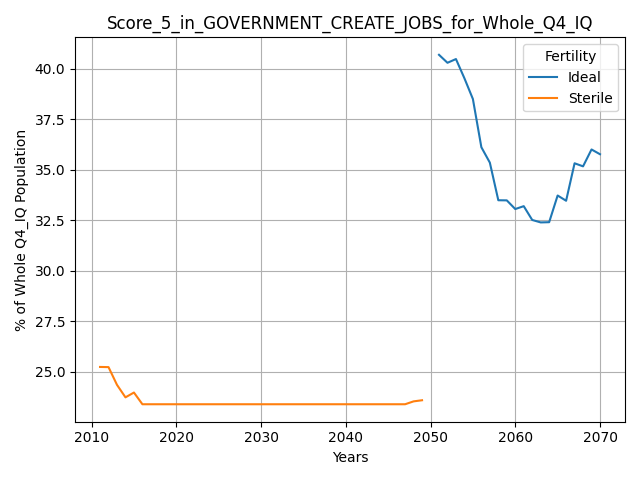 Score_5_in_GOVERNMENT_CREATE_JOBS_for_Whole_Q4_IQ
Fertility
Ideal
Sterile
% of Whole Q4_IQ Population
40.0
37.5
35.0
32.5
30.0
27.5
25.0
2010 2020 2030 2040 2050 2060 2070
Years